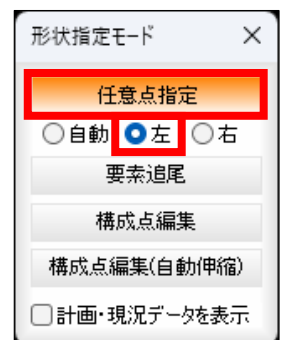 形状指定モード
任意点指定
自動 左 右
要素追尾
構成点編集
構成点編集(自動伸縮)
計画・現況データを表示